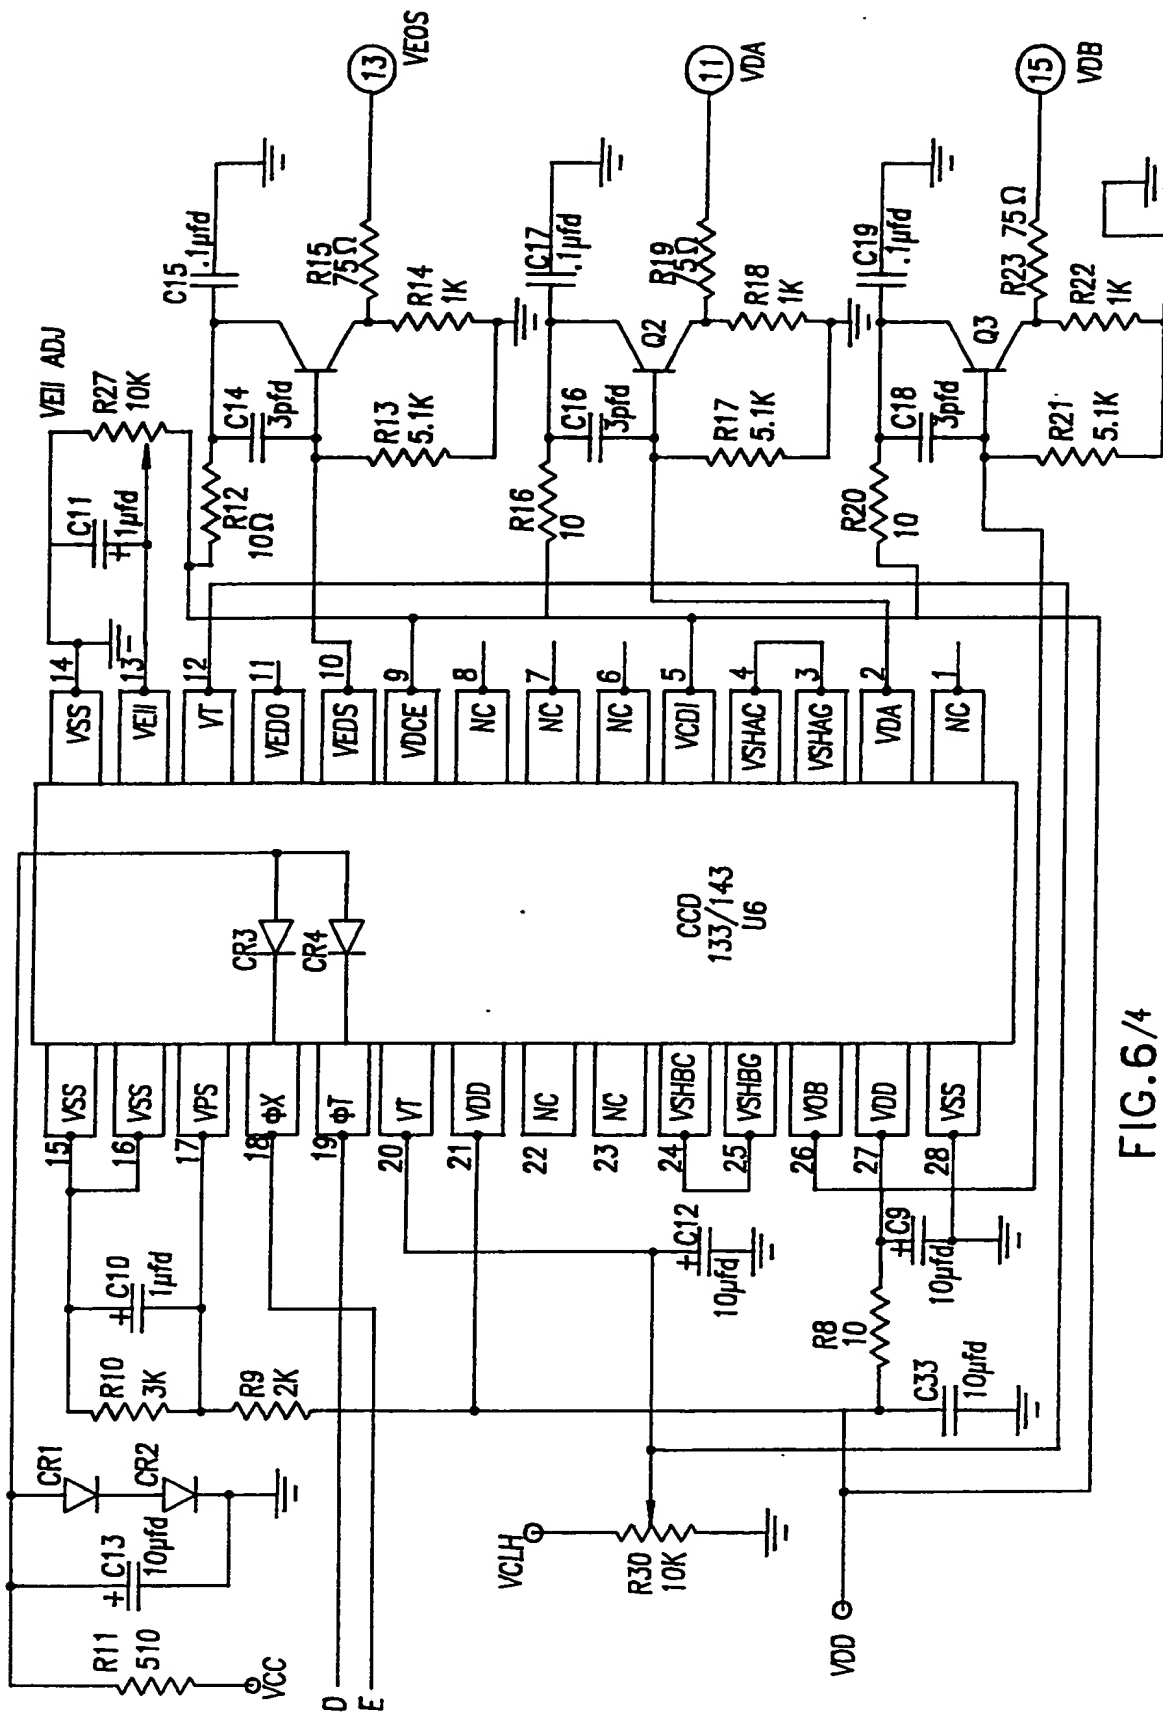 C15
.1µfd
13
VEOS
VEII ADJ
R27
10K
C11
1µfd
R12
10Ω
C14
3pfd
R15
75Ω
R14
1K
R13
5.1K
C17
.1µfd
11
VDA
R16
10
C16
3pfd
Q2
R19
75Ω
R18
1K
R17
5.1K
C19
.1µfd
15
VDB
R20
10
C18
3pfd
Q3
R23 75Ω
R22
1K
R21
5.1K
14
VSS
13
VEII
12
VT
11
VEDO
10
VEDS
9
VDCE
8
NC
7
NC
6
NC
5
VCDI
4
VSHAC
3
VSHAG
2
VDA
1
NC
CR3
CR4
CCD
133/143
U6
VSS
15
VSS
16
VPS
17
ΦX
18
ΦT
19
VT
20
VDD
21
NC
22
NC
23
VSHBC
24
VSHBG
25
VOB
26
VDD
27
VSS
28
C10
1µfd
R10
3K
R9
2K
C12
10µfd
C9
10µfd
R8
10
C33
10µfd
CR1
CR2
C13
10µfd
R11
510
VCC
D
E
VCLH
R30
10K
VDD
FIG.6/4